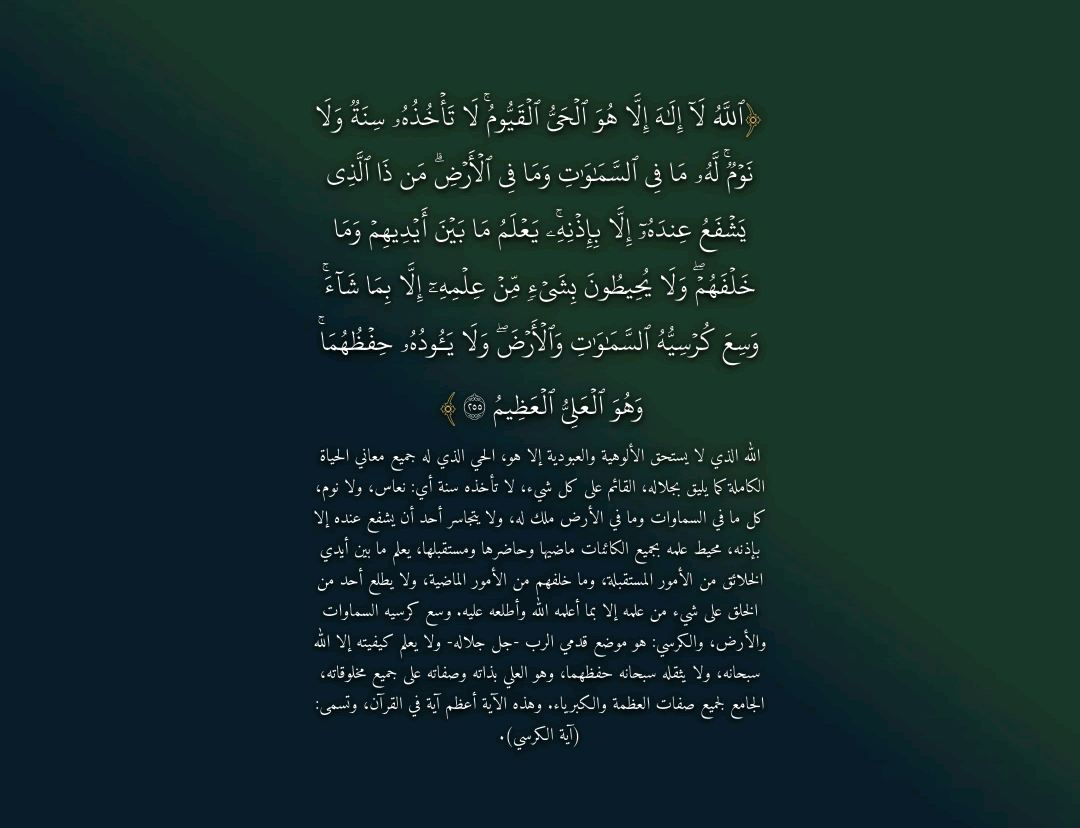 ﴿ٱللَّهُ لَآ إِلَٰهَ إِلَّا هُوَ ٱلۡحَيُّ ٱلۡقَيُّومُۚ لَا تَأۡخُذُهُۥ سِنَةٞ وَلَا
نَوۡمٞۚ لَّهُۥ مَا فِي ٱلسَّمَٰوَٰتِ وَمَا فِي ٱلۡأَرۡضِۗ مَن ذَا ٱلَّذِي
يَشۡفَعُ عِندَهُۥٓ إِلَّا بِإِذۡنِهِۦۚ يَعۡلَمُ مَا بَيۡنَ أَيۡدِيهِمۡ وَمَا
خَلۡفَهُمۡۖ وَلَا يُحِيطُونَ بِشَيۡءٖ مِّنۡ عِلۡمِهِۦٓ إِلَّا بِمَا شَآءَۚ
وَسِعَ كُرۡسِيُّهُ ٱلسَّمَٰوَٰتِ وَٱلۡأَرۡضَۖ وَلَا يَـُٔودُهُۥ حِفۡظُهُمَاۚ
وَهُوَ ٱلۡعَلِيُّ ٱلۡعَظِيمُ ٢٥٥﴾
الله الذي لا يستحق الألوهية والعبودية إلا هو، الحي الذي له جميع معاني الحياة
الكاملة كما يليق بجلاله، القائم على كل شيء، لا تأخذه سنة أي: نعاس، ولا نوم،
كل ما في السماوات وما في الأرض ملك له، ولا يتجاسر أحد أن يشفع عنده إلا
بإذنه، محيط علمه بجميع الكائنات ماضيها وحاضرها ومستقبلها، يعلم ما بين أيدي
الخلائق من الأمور المستقبلة، وما خلفهم من الأمور الماضية، ولا يطلع أحد من
الخلق على شيء من علمه إلا بما أعلمه الله وأطلعه عليه. وسع كرسيه السماوات
والأرض، والكرسي: هو موضع قدمي الرب -جل جلاله- ولا يعلم كيفيته إلا الله
سبحانه، ولا يثقله سبحانه حفظهما، وهو العلي بذاته وصفاته على جميع مخلوقاته،
الجامع لجميع صفات العظمة والكبرياء. وهذه الآية أعظم آية في القرآن، وتسمى:
(آية الكرسي).